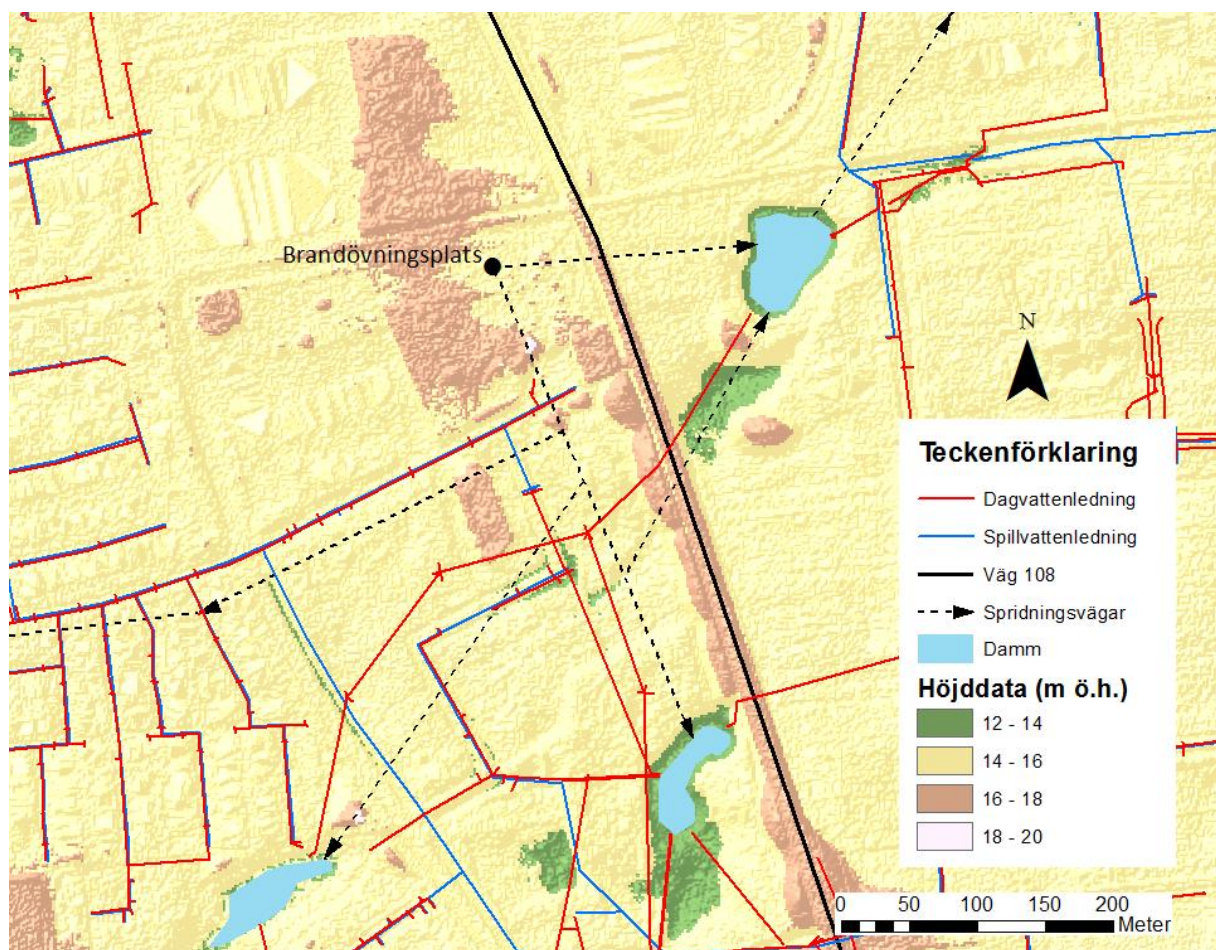 Brandövningsplats
N
Teckenförklaring
Dagvattenledning
Spillvattenledning
Väg 108
Spridningsvägar
Damm
Höjddata (m ö.h.)
12 - 14
14 - 16
16 - 18
18 - 20
0 50 100 150 200
Meter